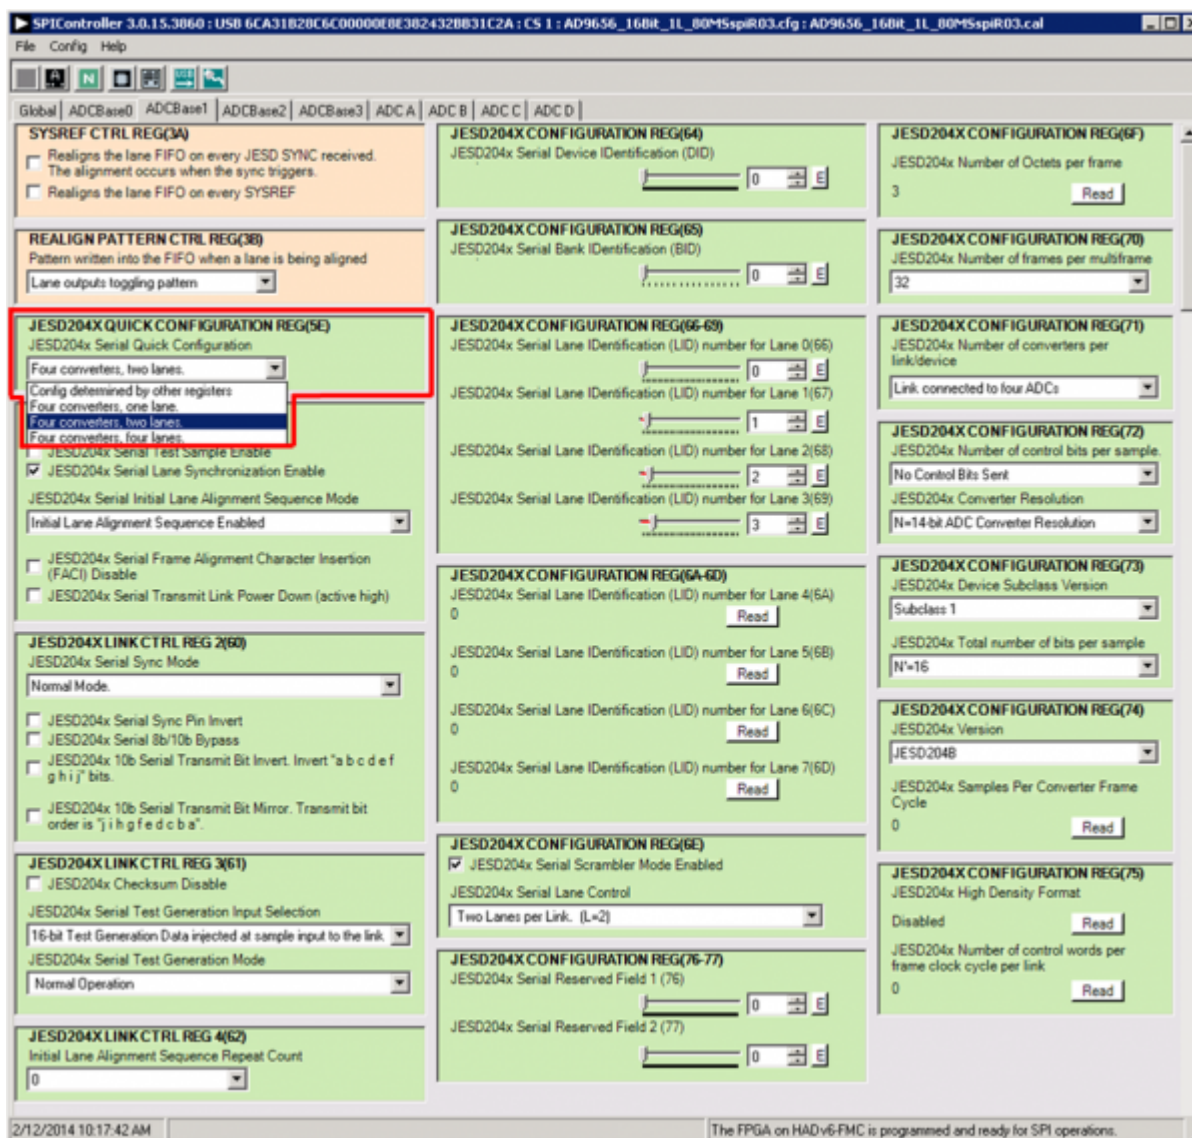 SPIController 3.0.15.3860 : USB 6CA31B28C6C00000E8E3824328B31C2A : CS 1 : AD9656_16Bit_1L_80MSspiR03.cfg : AD9656_16Bit_1L_80MSspiR03.cal
File Config Help
Global ADCBase0 ADCBase1 ADCBase2 ADCBase3 ADC A ADC B ADC C ADC D
SYSREF CTRL REG(3A)
Realigns the lane FIFO on every JESD SYNC received.
The alignment occurs when the sync triggers.
Realigns the lane FIFO on every SYSREF
REALIGN PATTERN CTRL REG(3B)
Pattern written into the FIFO when a lane is being aligned
Lane outputs toggling pattern
JESD204X QUICK CONFIGURATION REG(5E)
JESD204x Serial Quick Configuration
Four converters, two lanes.
Config determined by other registers
Four converters, one lane.
Four converters, two lanes.
Four converters, four lanes.
JESD204x Serial Test Sample Enable
JESD204x Serial Lane Synchronization Enable
JESD204x Serial Initial Lane Alignment Sequence Mode
Initial Lane Alignment Sequence Enabled
JESD204x Serial Frame Alignment Character Insertion
(FACI) Disable
JESD204x Serial Transmit Link Power Down (active high)
JESD204X LINK CTRL REG 2(60)
JESD204x Serial Sync Mode
Normal Mode.
JESD204x Serial Sync Pin Invert
JESD204x Serial 8b/10b Bypass
JESD204x 10b Serial Transmit Bit Invert. Invert "a b c d e f
g h i j" bits.
JESD204x 10b Serial Transmit Bit Mirror. Transmit bit
order is "j i h g f e d c b a".
JESD204X LINK CTRL REG 3(61)
JESD204x Checksum Disable
JESD204x Serial Test Generation Input Selection
16-bit Test Generation Data injected at sample input to the link.
JESD204x Serial Test Generation Mode
Normal Operation
JESD204X LINK CTRL REG 4(62)
Initial Lane Alignment Sequence Repeat Count
0
JESD204X CONFIGURATION REG(64)
JESD204x Serial Device IDentification (DID)
0 E
JESD204X CONFIGURATION REG(65)
JESD204x Serial Bank IDentification (BID)
0 E
JESD204X CONFIGURATION REG(66-69)
JESD204x Serial Lane IDentification (LID) number for Lane 0(66)
0 E
JESD204x Serial Lane IDentification (LID) number for Lane 1(67)
1 E
JESD204x Serial Lane IDentification (LID) number for Lane 2(68)
2 E
JESD204x Serial Lane IDentification (LID) number for Lane 3(69)
3 E
JESD204X CONFIGURATION REG(6A-6D)
JESD204x Serial Lane IDentification (LID) number for Lane 4(6A)
0 Read
JESD204x Serial Lane IDentification (LID) number for Lane 5(6B)
0 Read
JESD204x Serial Lane IDentification (LID) number for Lane 6(6C)
0 Read
JESD204x Serial Lane IDentification (LID) number for Lane 7(6D)
0 Read
JESD204X CONFIGURATION REG(6E)
JESD204x Serial Scrambler Mode Enabled
JESD204x Serial Lane Control
Two Lanes per Link. (L=2)
JESD204X CONFIGURATION REG(76-77)
JESD204x Serial Reserved Field 1 (76)
0 E
JESD204x Serial Reserved Field 2 (77)
0 E
JESD204X CONFIGURATION REG(6F)
JESD204x Number of Octets per frame
3 Read
JESD204X CONFIGURATION REG(70)
JESD204x Number of frames per multiframe
32
JESD204X CONFIGURATION REG(71)
JESD204x Number of converters per
link/device
Link connected to four ADCs
JESD204X CONFIGURATION REG(72)
JESD204x Number of control bits per sample.
No Control Bits Sent
JESD204x Converter Resolution
N=14-bit ADC Converter Resolution
JESD204X CONFIGURATION REG(73)
JESD204x Device Subclass Version
Subclass 1
JESD204x Total number of bits per sample
N'=16
JESD204X CONFIGURATION REG(74)
JESD204x Version
JESD204B
JESD204x Samples Per Converter Frame
Cycle
0 Read
JESD204X CONFIGURATION REG(75)
JESD204x High Density Format
Disabled Read
JESD204x Number of control words per
frame clock cycle per link
0 Read
2/12/2014 10:17:42 AM
The FPGA on HADv6-FMC is programmed and ready for SPI operations.